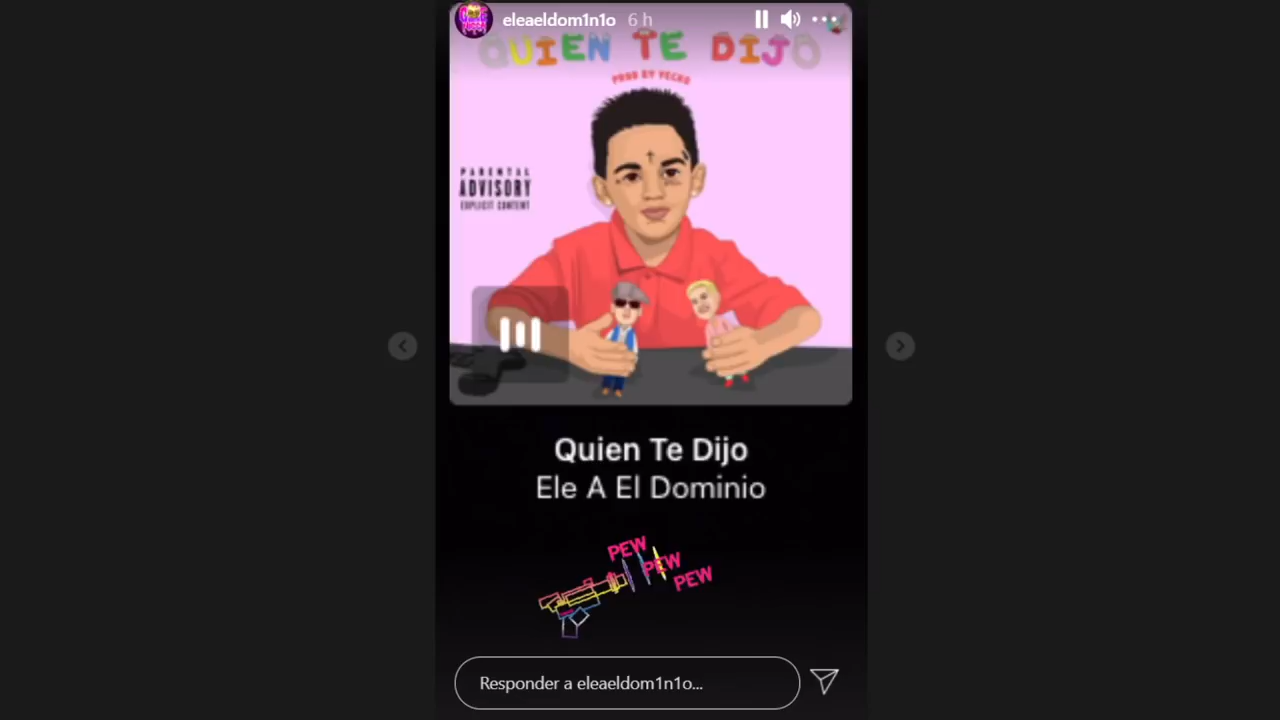 eleaeldom1n1o 6 h
QUIEN TE DIJO
PROD BY YECKO
PARENTAL
ADVISORY
EXPLICIT CONTENT
Quien Te Dijo
Ele A El Dominio
PEW
PEW
PEW
Responder a eleaeldom1n1o...